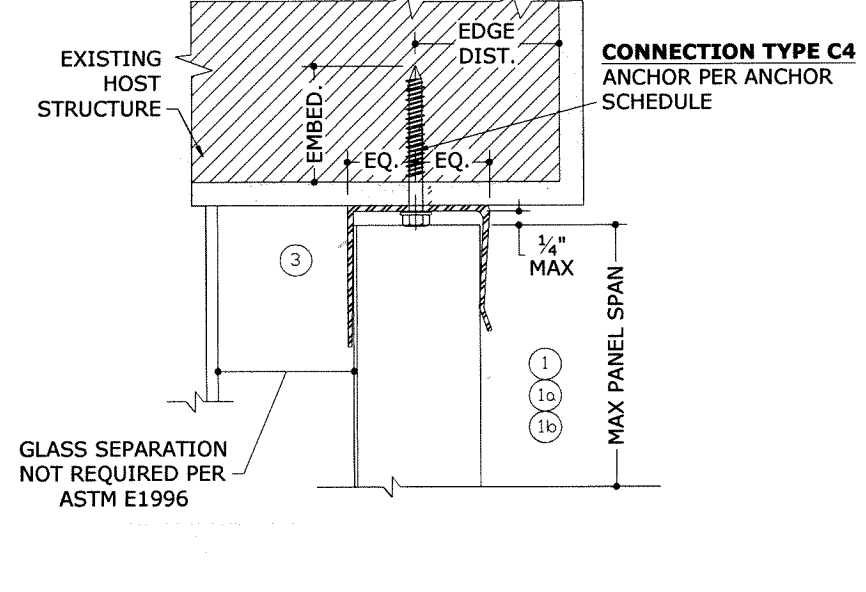 EDGE
DIST.
EXISTING
HOST
STRUCTURE
CONNECTION TYPE C4
ANCHOR PER ANCHOR
SCHEDULE
EMBED.
EQ.
EQ.
1/4"
MAX
3
MAX PANEL SPAN
1
1a
1b
GLASS SEPARATION
NOT REQUIRED PER
ASTM E1996